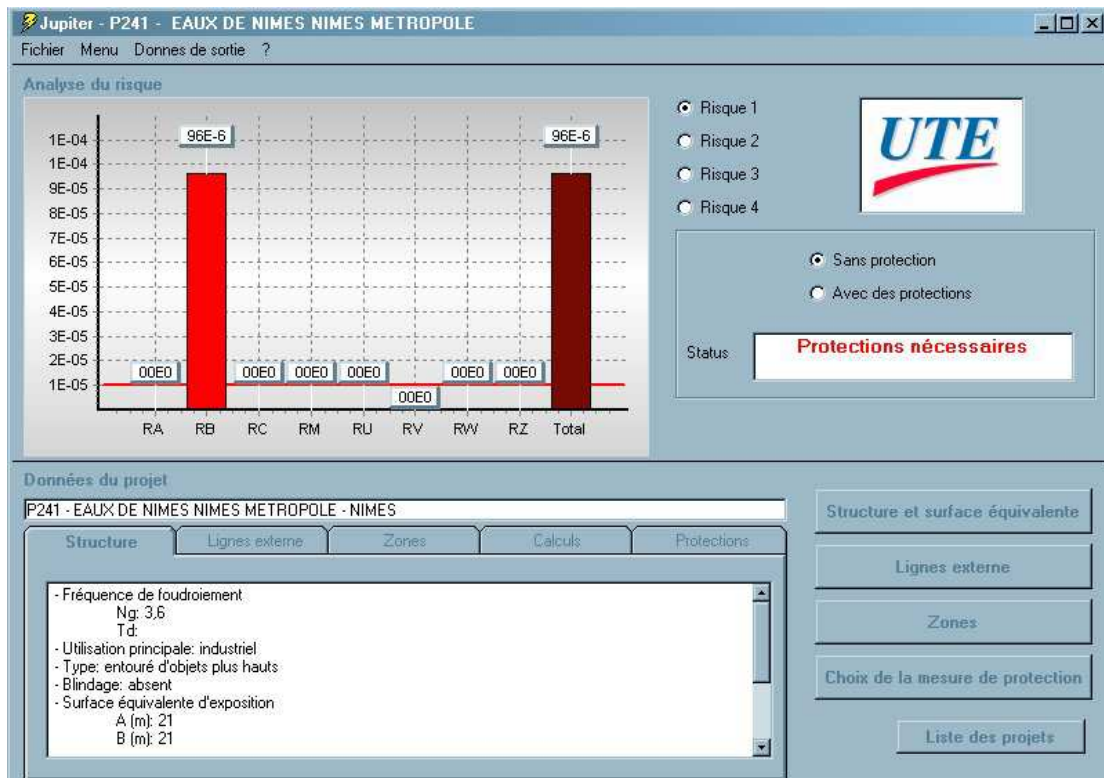 Jupiter - P241 - EAUX DE NIMES NIMES METROPOLE
Fichier Menu Donnes de sortie ?
Analyse du risque
1E-04
1E-04
9E-05
8E-05
7E-05
6E-05
5E-05
4E-05
3E-05
2E-05
1E-05
00E0
96E-6
00E0
00E0
00E0
00E0
00E0
00E0
96E-6
RA RB RC RM RU RV RW RZ Total
Risque 1
Risque 2
Risque 3
Risque 4
UTE
Sans protection
Avec des protections
Status
Protections nécessaires
Données du projet
P241 - EAUX DE NIMES NIMES METROPOLE - NIMES
Structure Lignes externe Zones Calculs Protections
- Fréquence de foudroiement
Ng: 3,6
Td:
- Utilisation principale: industriel
- Type: entouré d'objets plus hauts
- Blindage: absent
- Surface équivalente d'exposition
A (m): 21
B (m): 21
Structure et surface équivalente
Lignes externe
Zones
Choix de la mesure de protection
Liste des projets